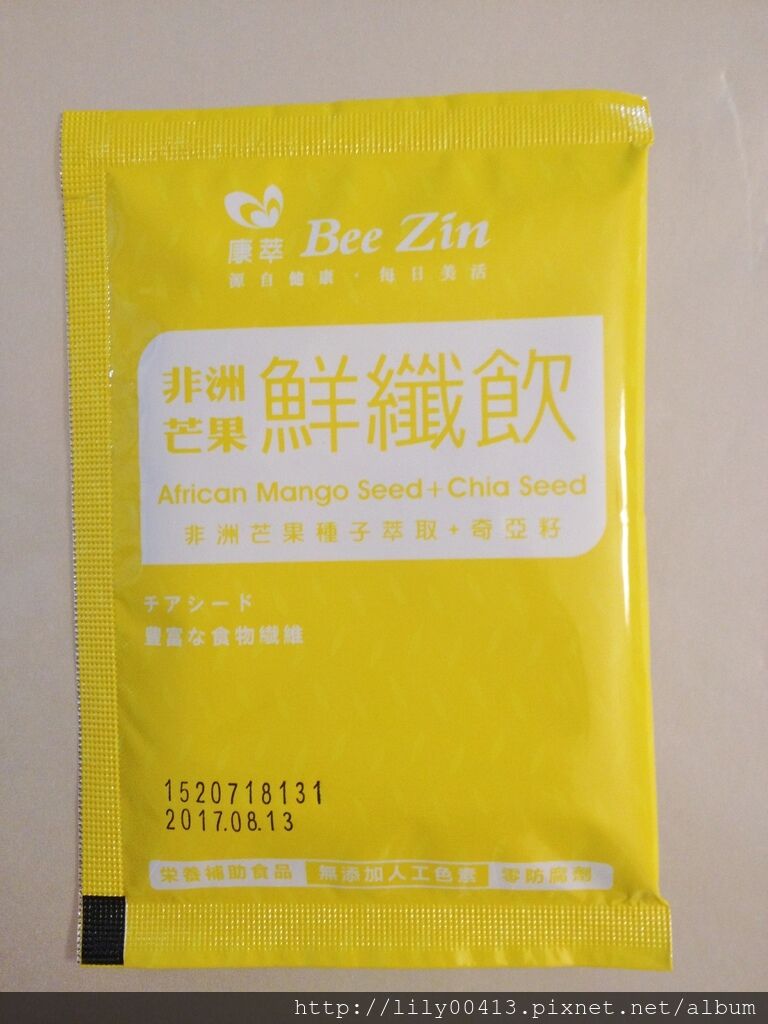 康萃 Bee Zin
源自健康·每日美活
非洲芒果 鮮纖飲
African Mango Seed+Chia Seed
非洲芒果種子萃取+奇亞籽
チアシード
豊富な食物繊維
1520718131
2017.08.13
栄養補助食品 無添加人工色素 零防腐劑
http://lily00413.pixnet.net/album